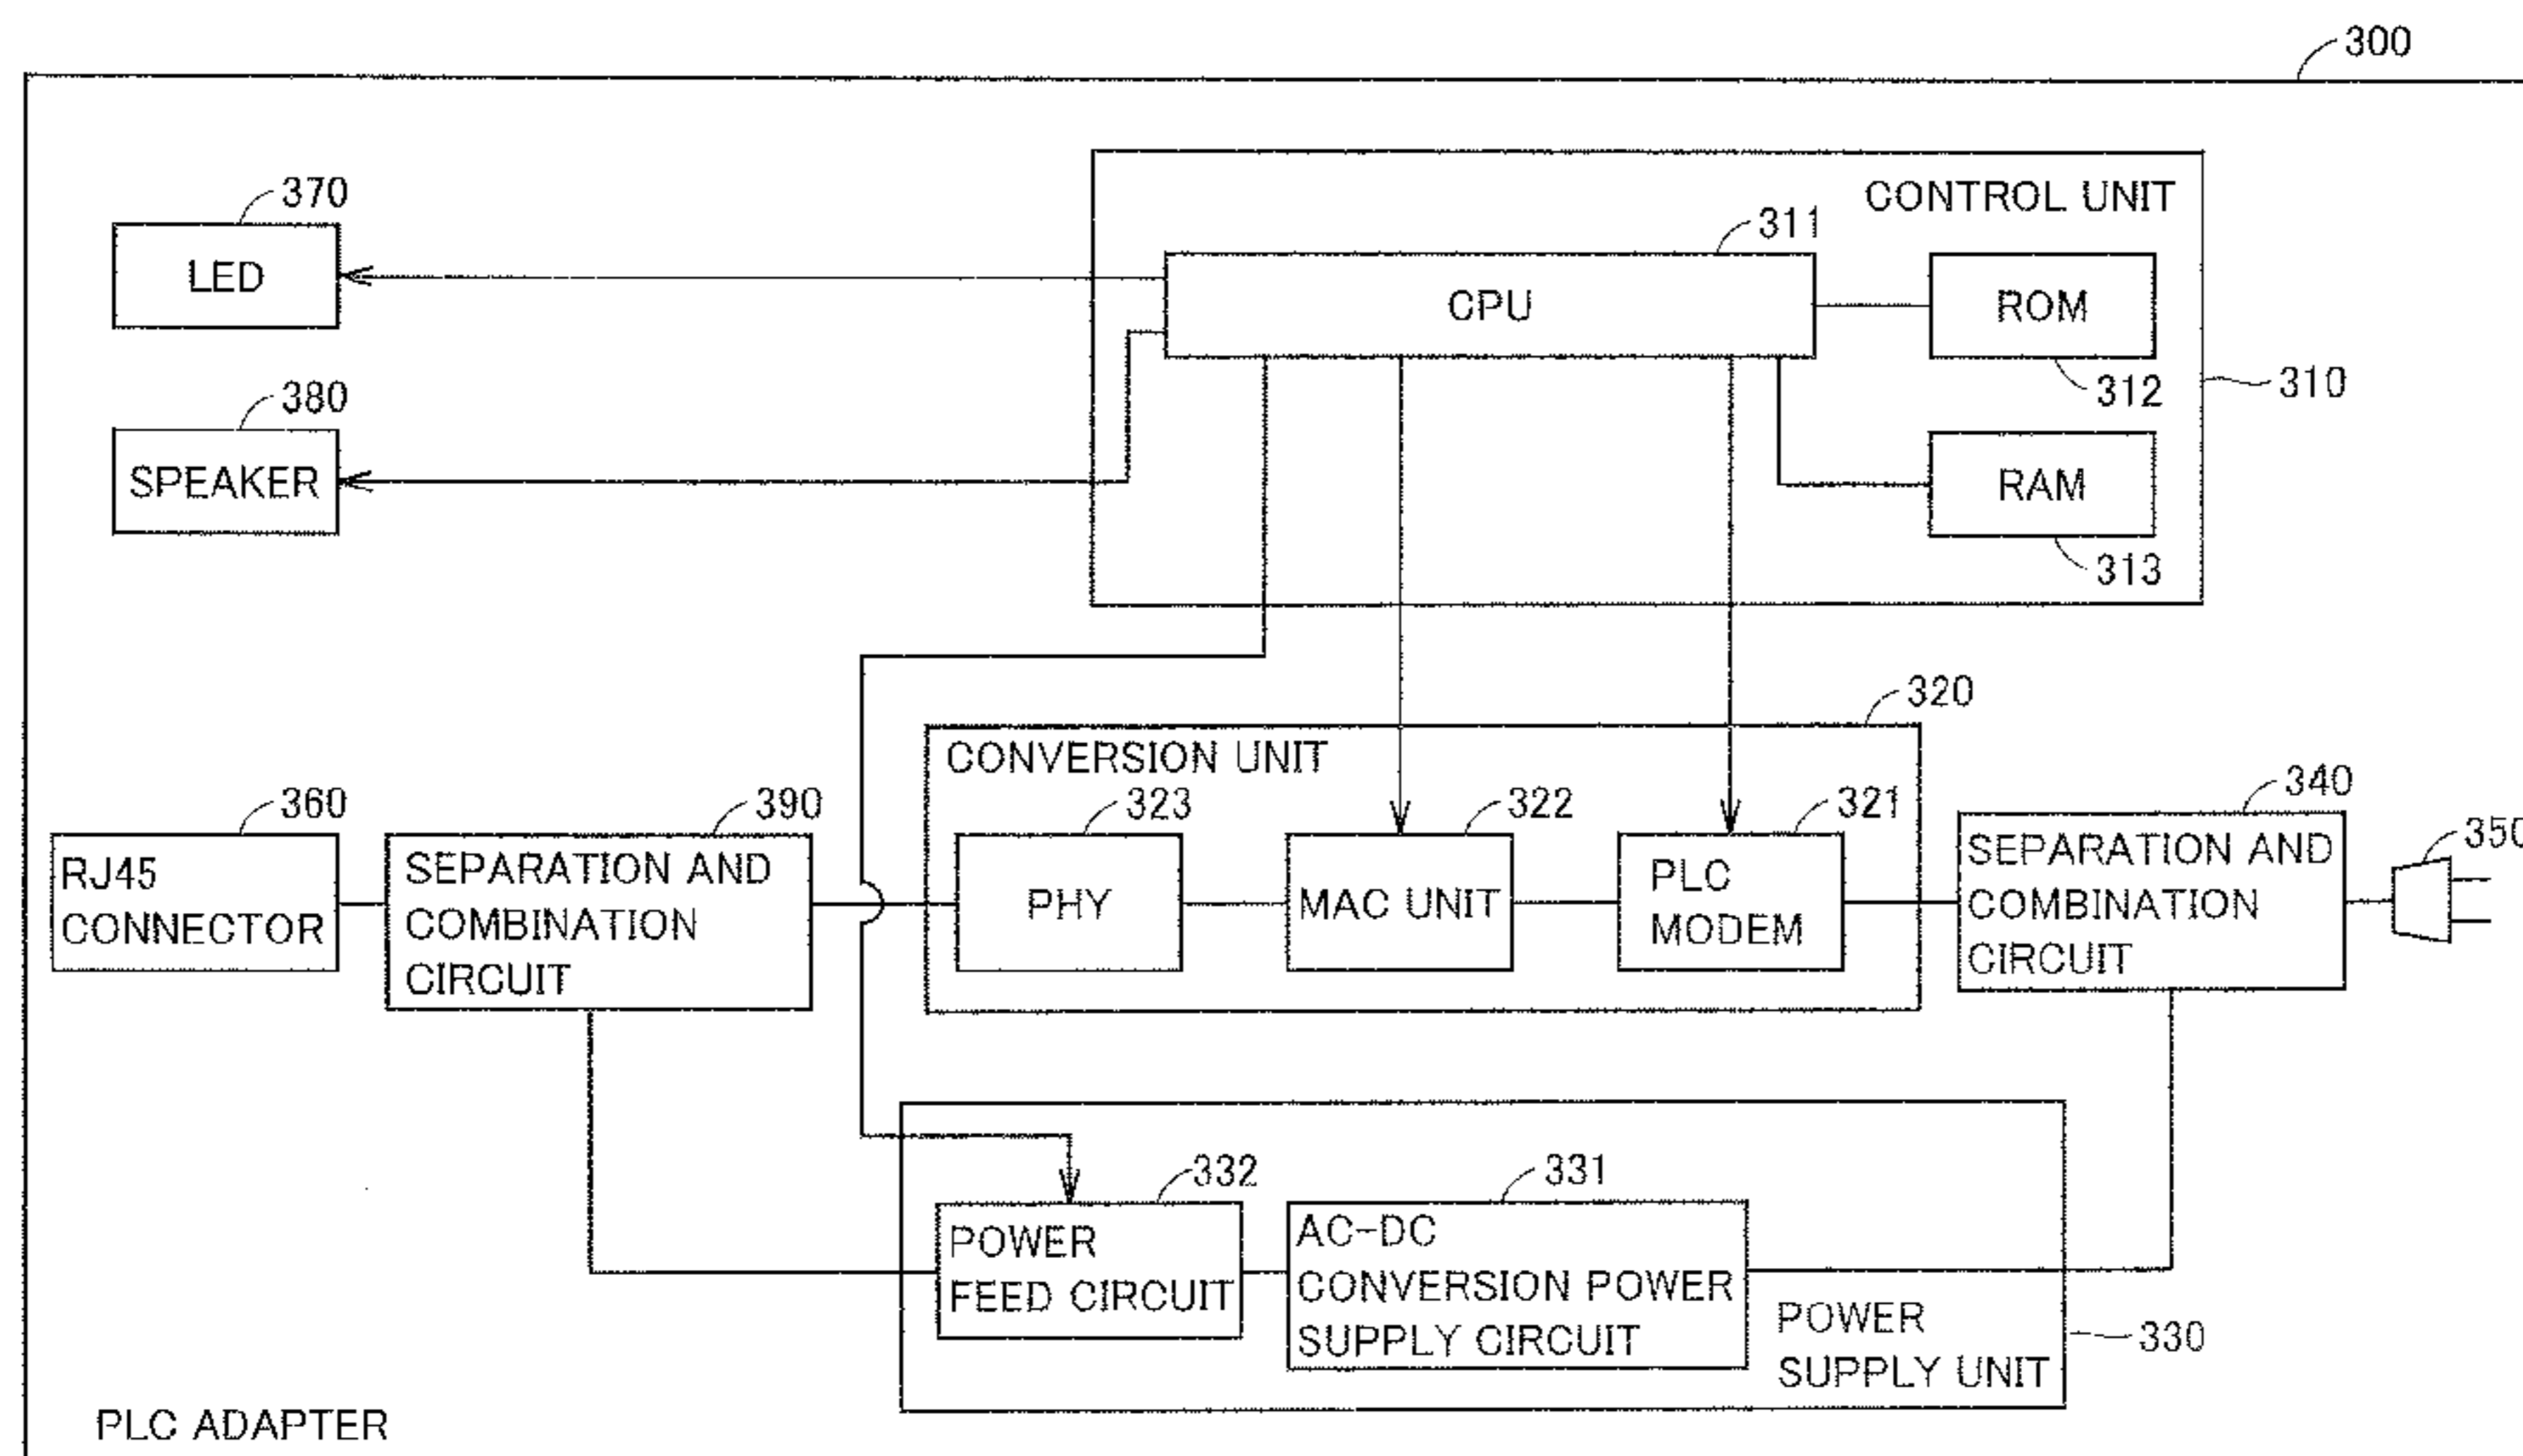 300
370
LED
380
SPEAKER
CONTROL UNIT
311
CPU
ROM
312
310
RAM
313
320
CONVERSION UNIT
360
RJ45
CONNECTOR
390
SEPARATION AND
COMBINATION
CIRCUIT
323
PHY
322
MAC UNIT
321
PLC
MODEM
340
SEPARATION AND
COMBINATION
CIRCUIT
350
332
POWER
FEED CIRCUIT
331
AC-DC
CONVERSION POWER
SUPPLY CIRCUIT
POWER
SUPPLY UNIT
330
PLC ADAPTER